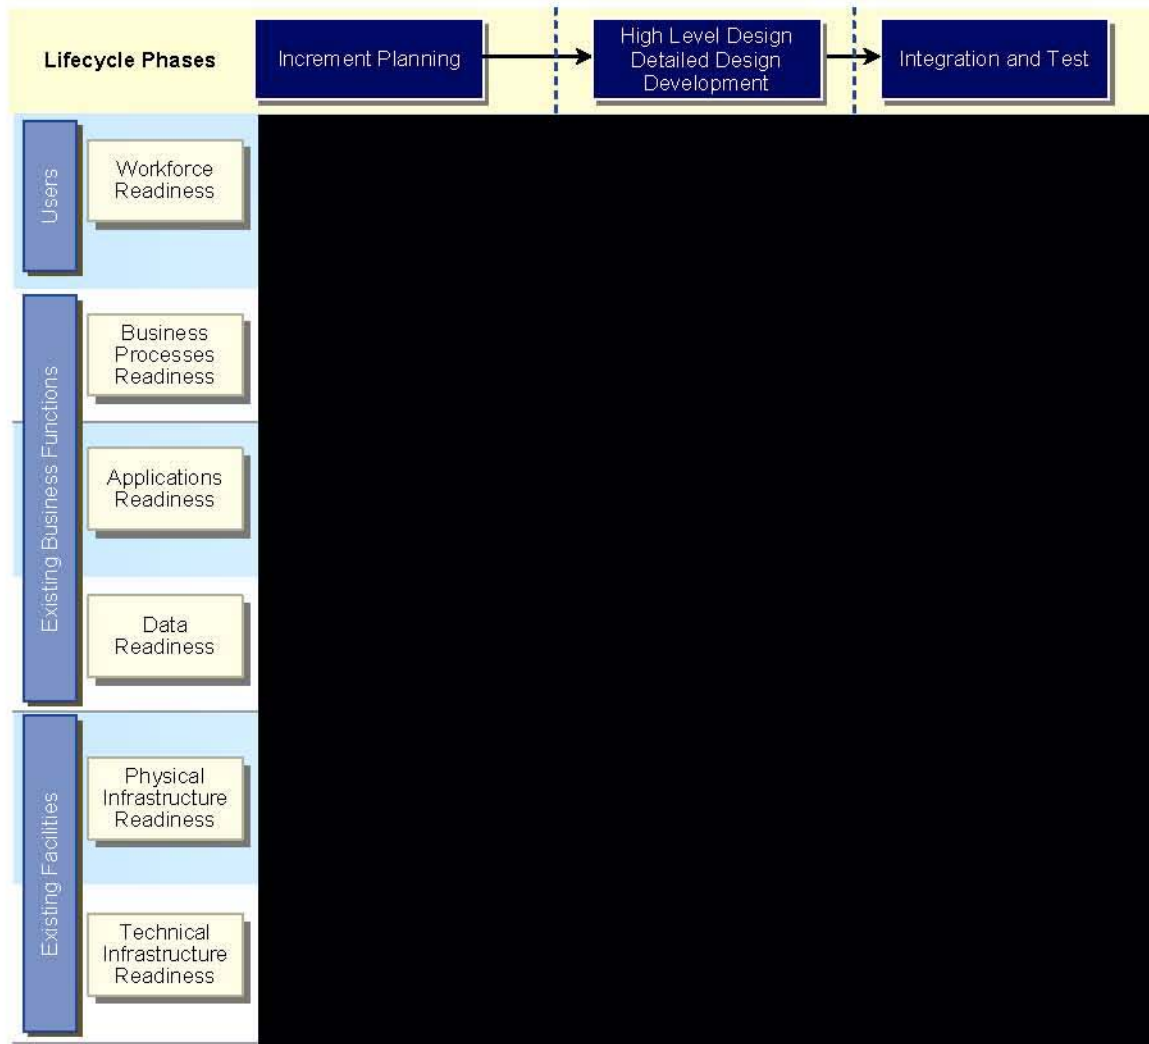 Lifecycle Phases
Increment Planning
High Level Design
Detailed Design
Development
Integration and Test
Users
Workforce
Readiness
Existing Business Functions
Business
Processes
Readiness
Applications
Readiness
Data
Readiness
Existing Facilities
Physical
Infrastructure
Readiness
Technical
Infrastructure
Readiness